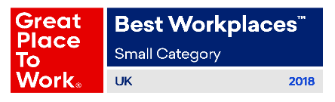 Great
Place
To
Work®
Best Workplaces™
Small Category
UK 2018